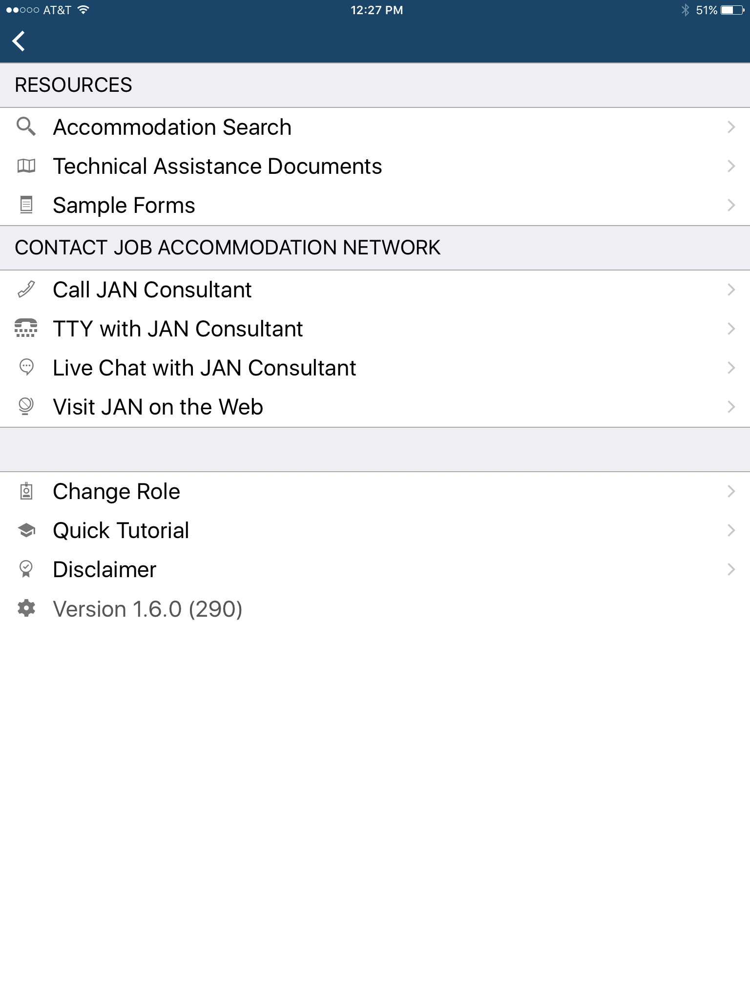 AT&T 12:27 PM 51%
RESOURCES
Accommodation Search
Technical Assistance Documents
Sample Forms
CONTACT JOB ACCOMMODATION NETWORK
Call JAN Consultant
TTY with JAN Consultant
Live Chat with JAN Consultant
Visit JAN on the Web
Change Role
Quick Tutorial
Disclaimer
Version 1.6.0 (290)